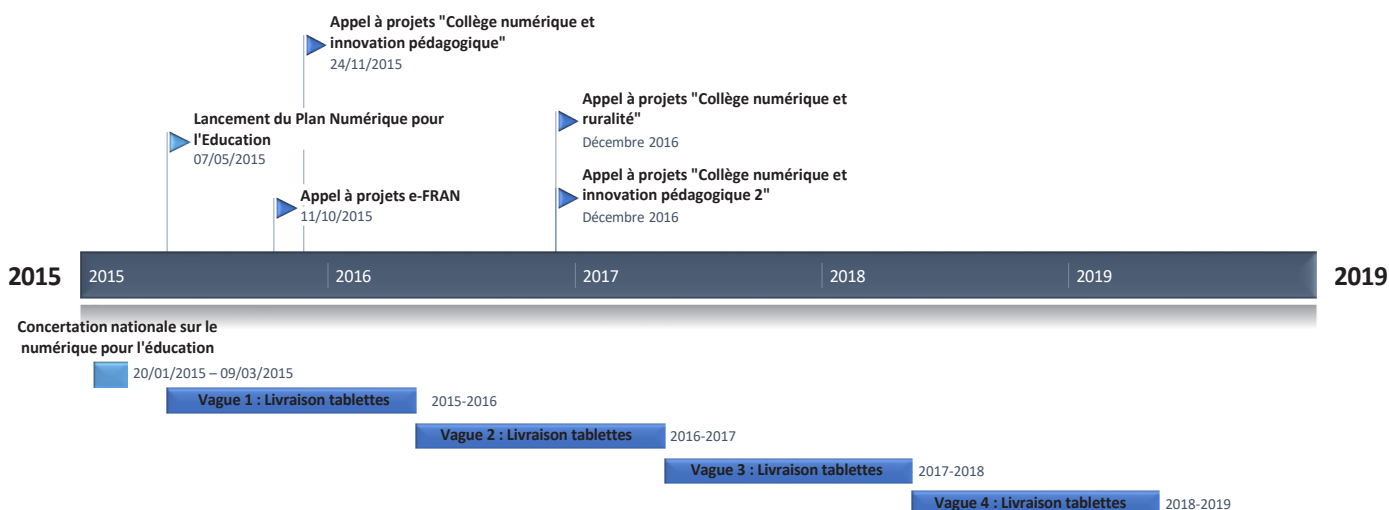 Appel à projets "Collège numérique et
innovation pédagogique"
24/11/2015
Appel à projets "Collège numérique et
ruralité"
Décembre 2016
Lancement du Plan Numérique pour
l'Education
07/05/2015
Appel à projets "Collège numérique et
innovation pédagogique 2"
Décembre 2016
Appel à projets e-FRAN
11/10/2015
2015 2015 2016 2017 2018 2019 2019
Concertation nationale sur le
numérique pour l'éducation
20/01/2015 – 09/03/2015
Vague 1 : Livraison tablettes 2015-2016
Vague 2 : Livraison tablettes 2016-2017
Vague 3 : Livraison tablettes 2017-2018
Vague 4 : Livraison tablettes 2018-2019